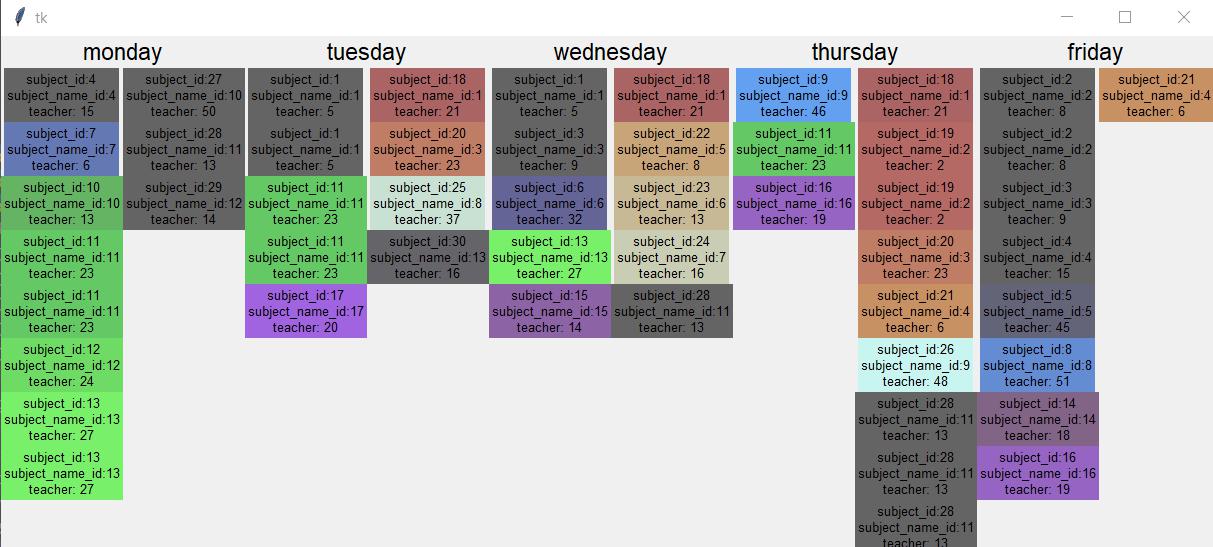 tk
monday
tuesday
wednesday
thursday
friday
subject_id:4
subject_name_id:4
teacher: 15
subject_id:7
subject_name_id:7
teacher: 6
subject_id:10
subject_name_id:10
teacher: 13
subject_id:11
subject_name_id:11
teacher: 23
subject_id:11
subject_name_id:11
teacher: 23
subject_id:12
subject_name_id:12
teacher: 24
subject_id:13
subject_name_id:13
teacher: 27
subject_id:13
subject_name_id:13
teacher: 27
subject_id:27
subject_name_id:10
teacher: 50
subject_id:28
subject_name_id:11
teacher: 13
subject_id:29
subject_name_id:12
teacher: 14
subject_id:1
subject_name_id:1
teacher: 5
subject_id:1
subject_name_id:1
teacher: 5
subject_id:11
subject_name_id:11
teacher: 23
subject_id:11
subject_name_id:11
teacher: 23
subject_id:17
subject_name_id:17
teacher: 20
subject_id:18
subject_name_id:1
teacher: 21
subject_id:20
subject_name_id:3
teacher: 23
subject_id:25
subject_name_id:8
teacher: 37
subject_id:30
subject_name_id:13
teacher: 16
subject_id:1
subject_name_id:1
teacher: 5
subject_id:3
subject_name_id:3
teacher: 9
subject_id:6
subject_name_id:6
teacher: 32
subject_id:13
subject_name_id:13
teacher: 27
subject_id:15
subject_name_id:15
teacher: 14
subject_id:18
subject_name_id:1
teacher: 21
subject_id:22
subject_name_id:5
teacher: 8
subject_id:23
subject_name_id:6
teacher: 13
subject_id:24
subject_name_id:7
teacher: 16
subject_id:28
subject_name_id:11
teacher: 13
subject_id:9
subject_name_id:9
teacher: 46
subject_id:11
subject_name_id:11
teacher: 23
subject_id:16
subject_name_id:16
teacher: 19
subject_id:18
subject_name_id:1
teacher: 21
subject_id:19
subject_name_id:2
teacher: 2
subject_id:19
subject_name_id:2
teacher: 2
subject_id:20
subject_name_id:3
teacher: 23
subject_id:21
subject_name_id:4
teacher: 6
subject_id:26
subject_name_id:9
teacher: 48
subject_id:28
subject_name_id:11
teacher: 13
subject_id:28
subject_name_id:11
teacher: 13
subject_id:28
subject_name_id:11
teacher: 13
subject_id:2
subject_name_id:2
teacher: 8
subject_id:2
subject_name_id:2
teacher: 8
subject_id:3
subject_name_id:3
teacher: 9
subject_id:4
subject_name_id:4
teacher: 15
subject_id:5
subject_name_id:5
teacher: 45
subject_id:8
subject_name_id:8
teacher: 51
subject_id:14
subject_name_id:14
teacher: 18
subject_id:16
subject_name_id:16
teacher: 19
subject_id:21
subject_name_id:4
teacher: 6